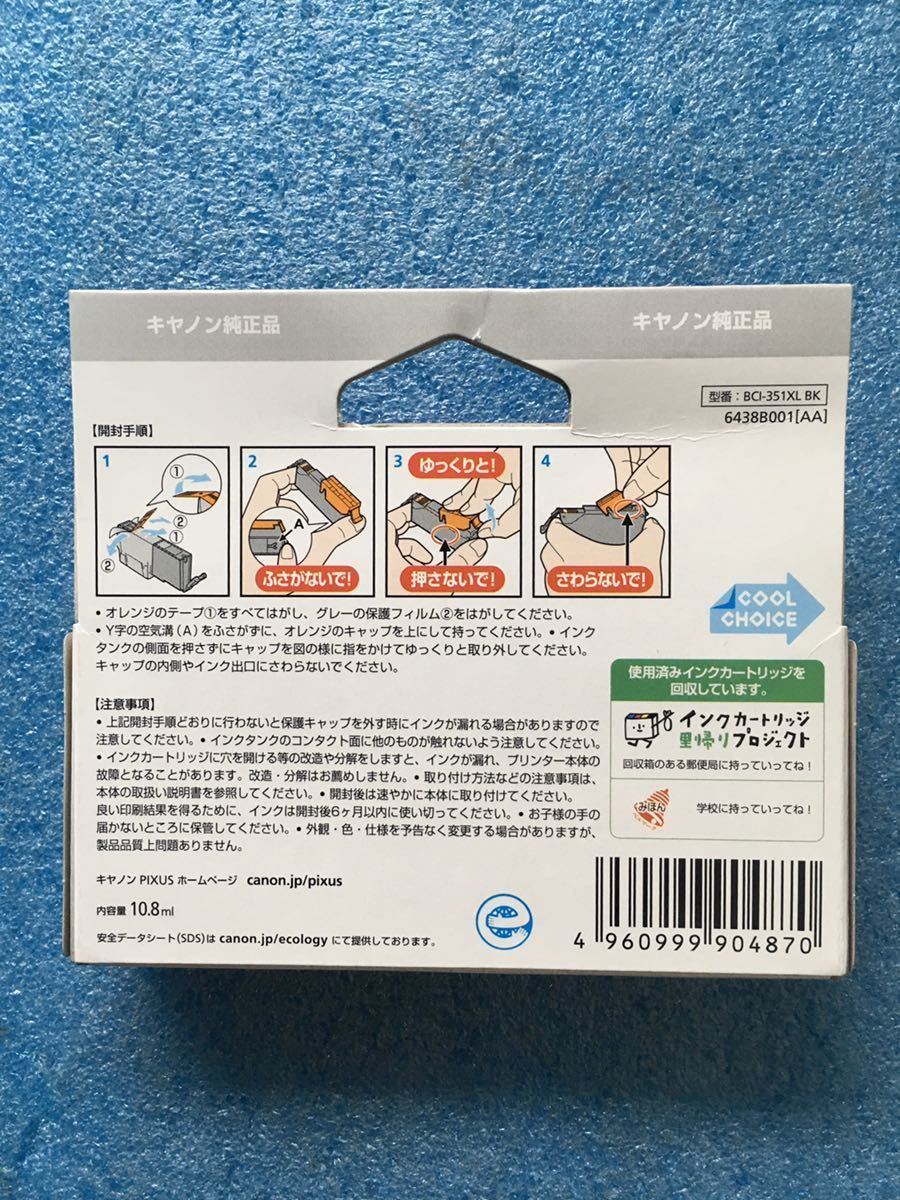 キヤノン純正品
キヤノン純正品
型番：BCI-351XL BK
6438B001[AA]
【開封手順】
1
①
②
①
②
2
A
ふさがないで!
3
ゆっくりと!
押さないで!
4
さわらないで!
• オレンジのテープ①をすべてはがし、グレーの保護フィルム②をはがしてください。
• Y字の空気溝（A）をふさがずに、オレンジのキャップを上にして持ってください。• インク
タンクの側面を押さずにキャップを図の様に指をかけてゆっくりと取り外してください。
キャップの内側やインク出口にさわらないでください。
【注意事項】
• 上記開封手順どおりに行わないと保護キャップを外す時にインクが漏れる場合がありますので
注意してください。• インクタンクのコンタクト面に他のものが触れないよう注意してください。
• インクカートリッジに穴を開ける等の改造や分解をしますと、インクが漏れ、プリンター本体の
故障となることがあります。改造・分解はお薦めしません。• 取り付け方法などの注意事項は、
本体の取扱い説明書を参照してください。• 開封後は速やかに本体に取り付けてください。
良い印刷結果を得るために、インクは開封後6ヶ月以内に使い切ってください。• お子様の手の
届かないところに保管してください。• 外観・色・仕様を予告なく変更する場合がありますが、
製品品質上問題ありません。
キヤノン PIXUS ホームページ canon.jp/pixus
内容量 10.8ml
安全データシート(SDS)は canon.jp/ecology にて提供しております。
COOL
CHOICE
使用済みインクカートリッジを
回収しています。
インクカートリッジ
里帰りプロジェクト
回収箱のある郵便局に持っていってね！
みほん
ベルマーク
学校に持っていってね！
4 960999 904870